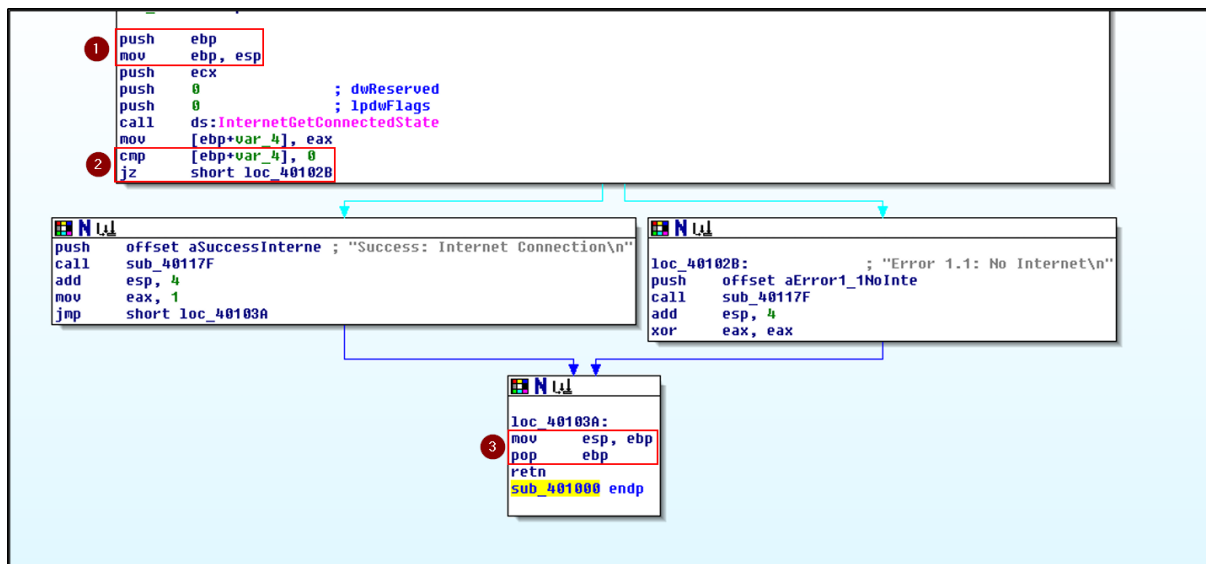 1
push ebp
mov ebp, esp
push ecx
push 0 ; dwReserved
push 0 ; lpdwFlags
call ds:InternetGetConnectedState
mov [ebp+var_4], eax
2
cmp [ebp+var_4], 0
jz short loc_40102B
N
push offset aSuccessInterne ; "Success: Internet Connection\n"
call sub_40117F
add esp, 4
mov eax, 1
jmp short loc_40103A
N
loc_40102B: ; "Error 1.1: No Internet\n"
push offset aError1_1NoInte
call sub_40117F
add esp, 4
xor eax, eax
N
loc_40103A:
3
mov esp, ebp
pop ebp
retn
sub_401000 endp